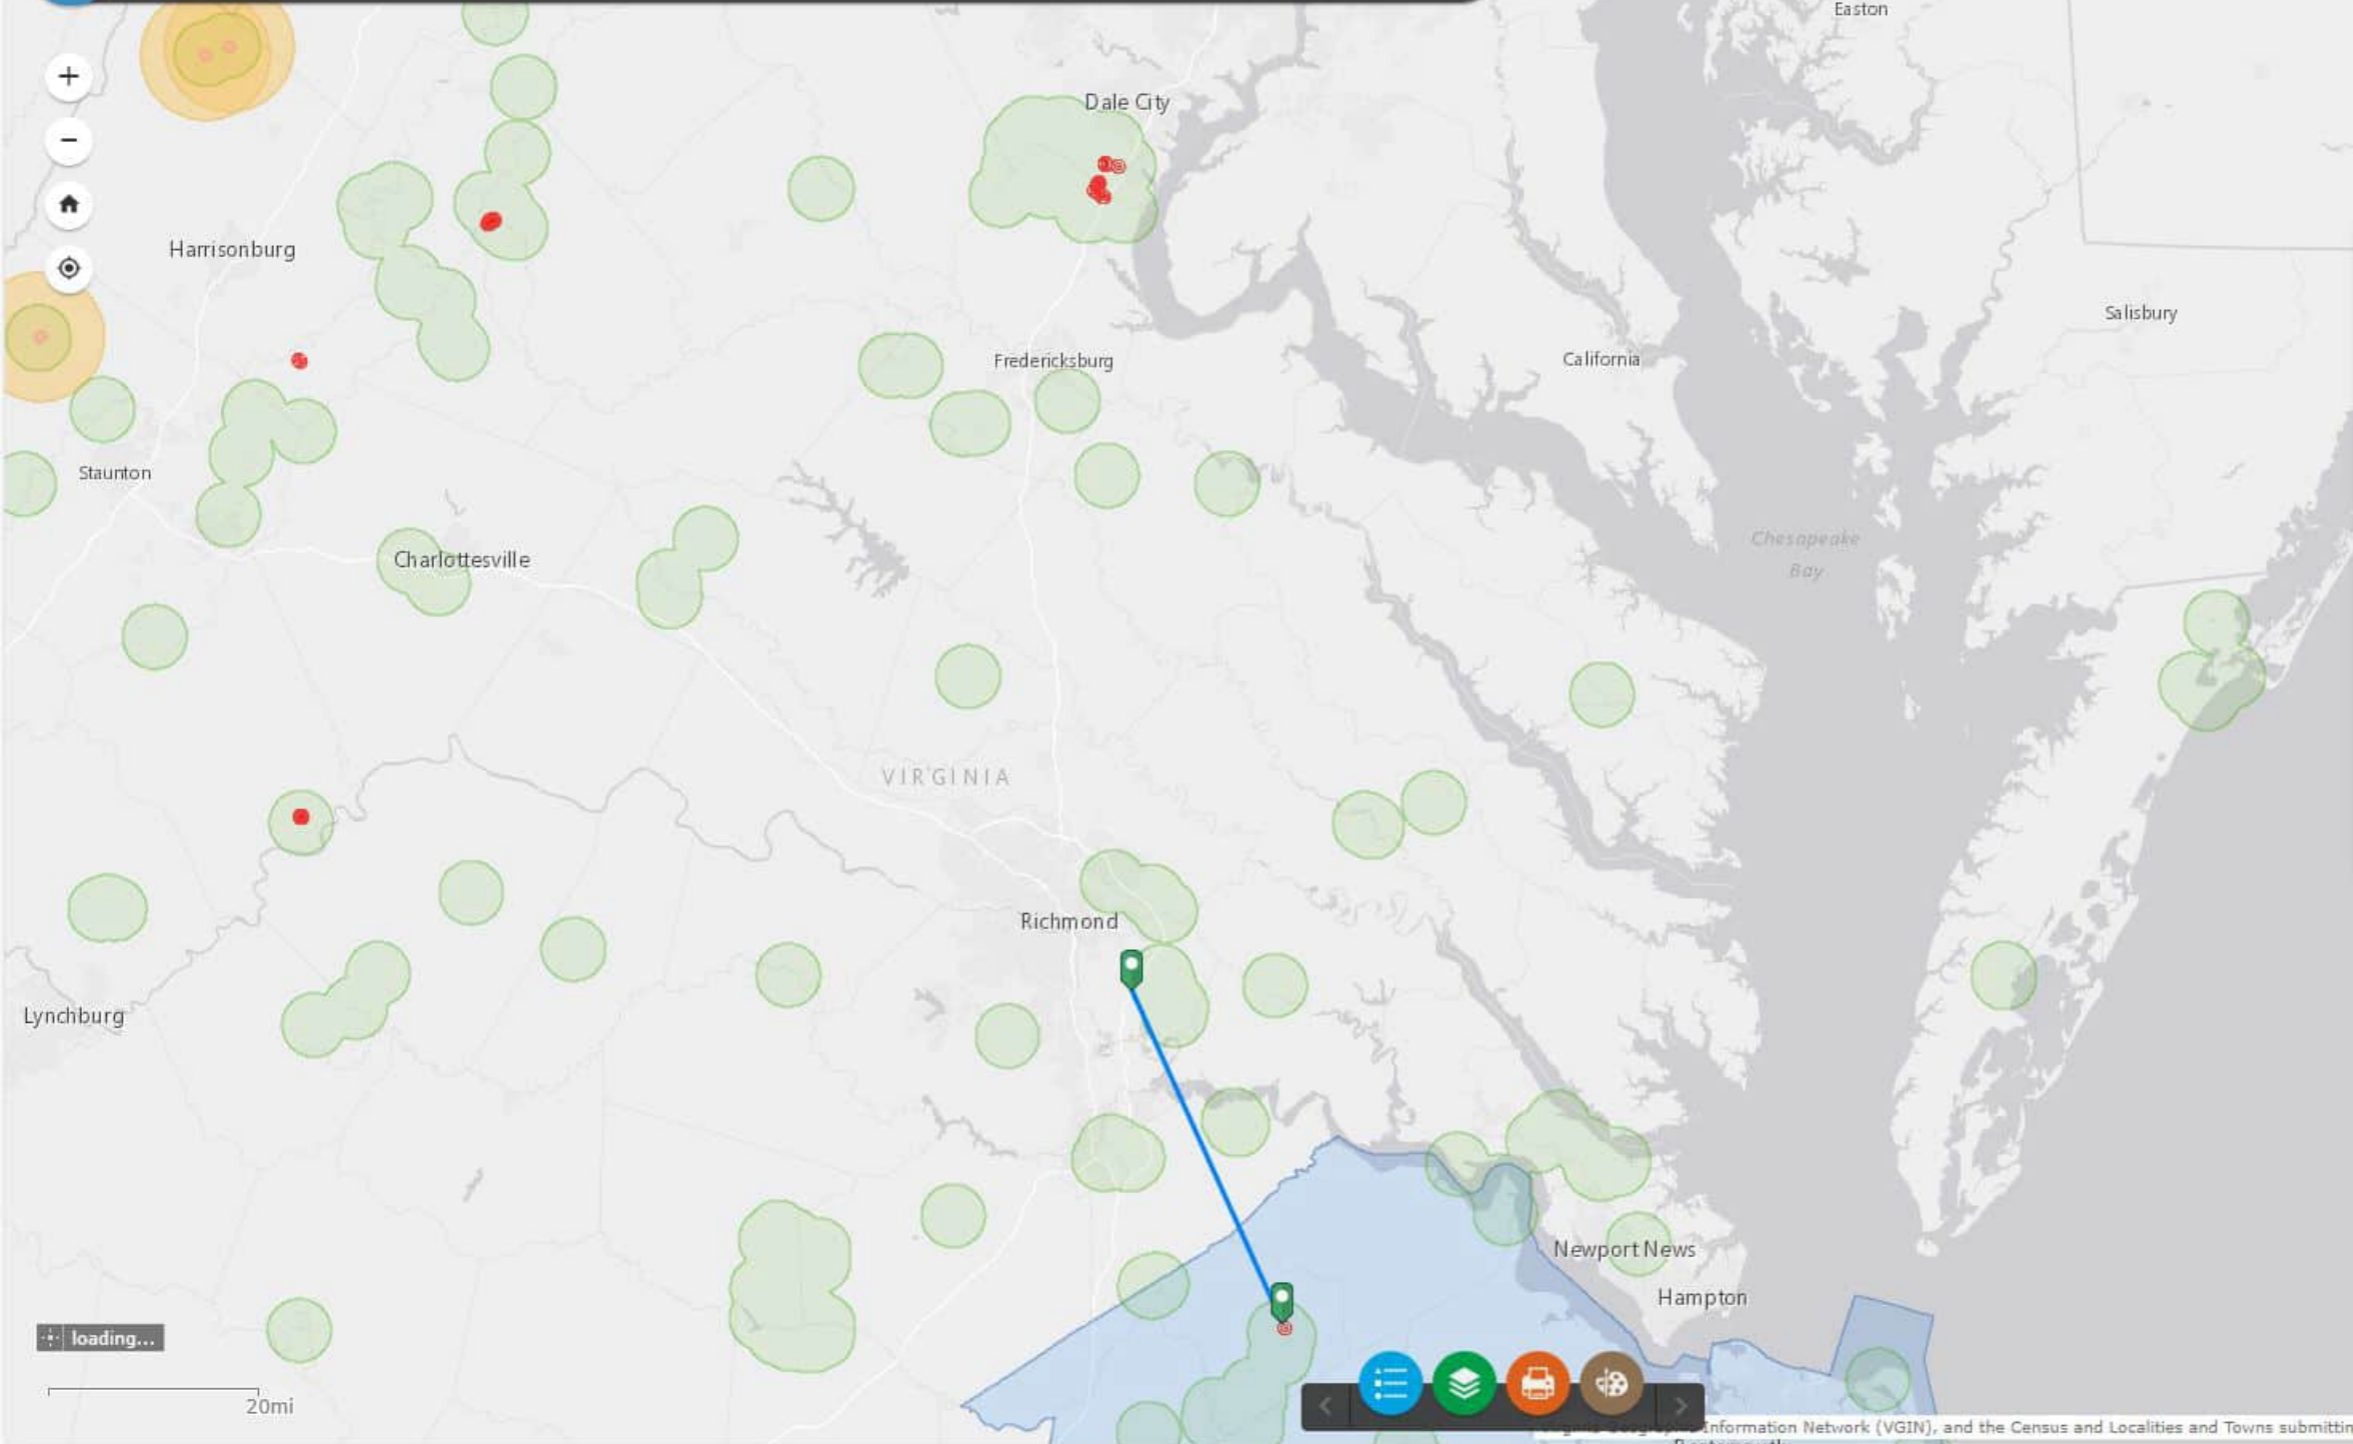 Easton
Dale City
Harrisonburg
Salisbury
Fredericksburg
California
Staunton
Chesapeake
Bay
Charlottesville
VIRGINIA
Richmond
Lynchburg
Newport News
Hampton
loading...
20mi
Information Network (VGIN), and the Census and Localities and Towns submittin